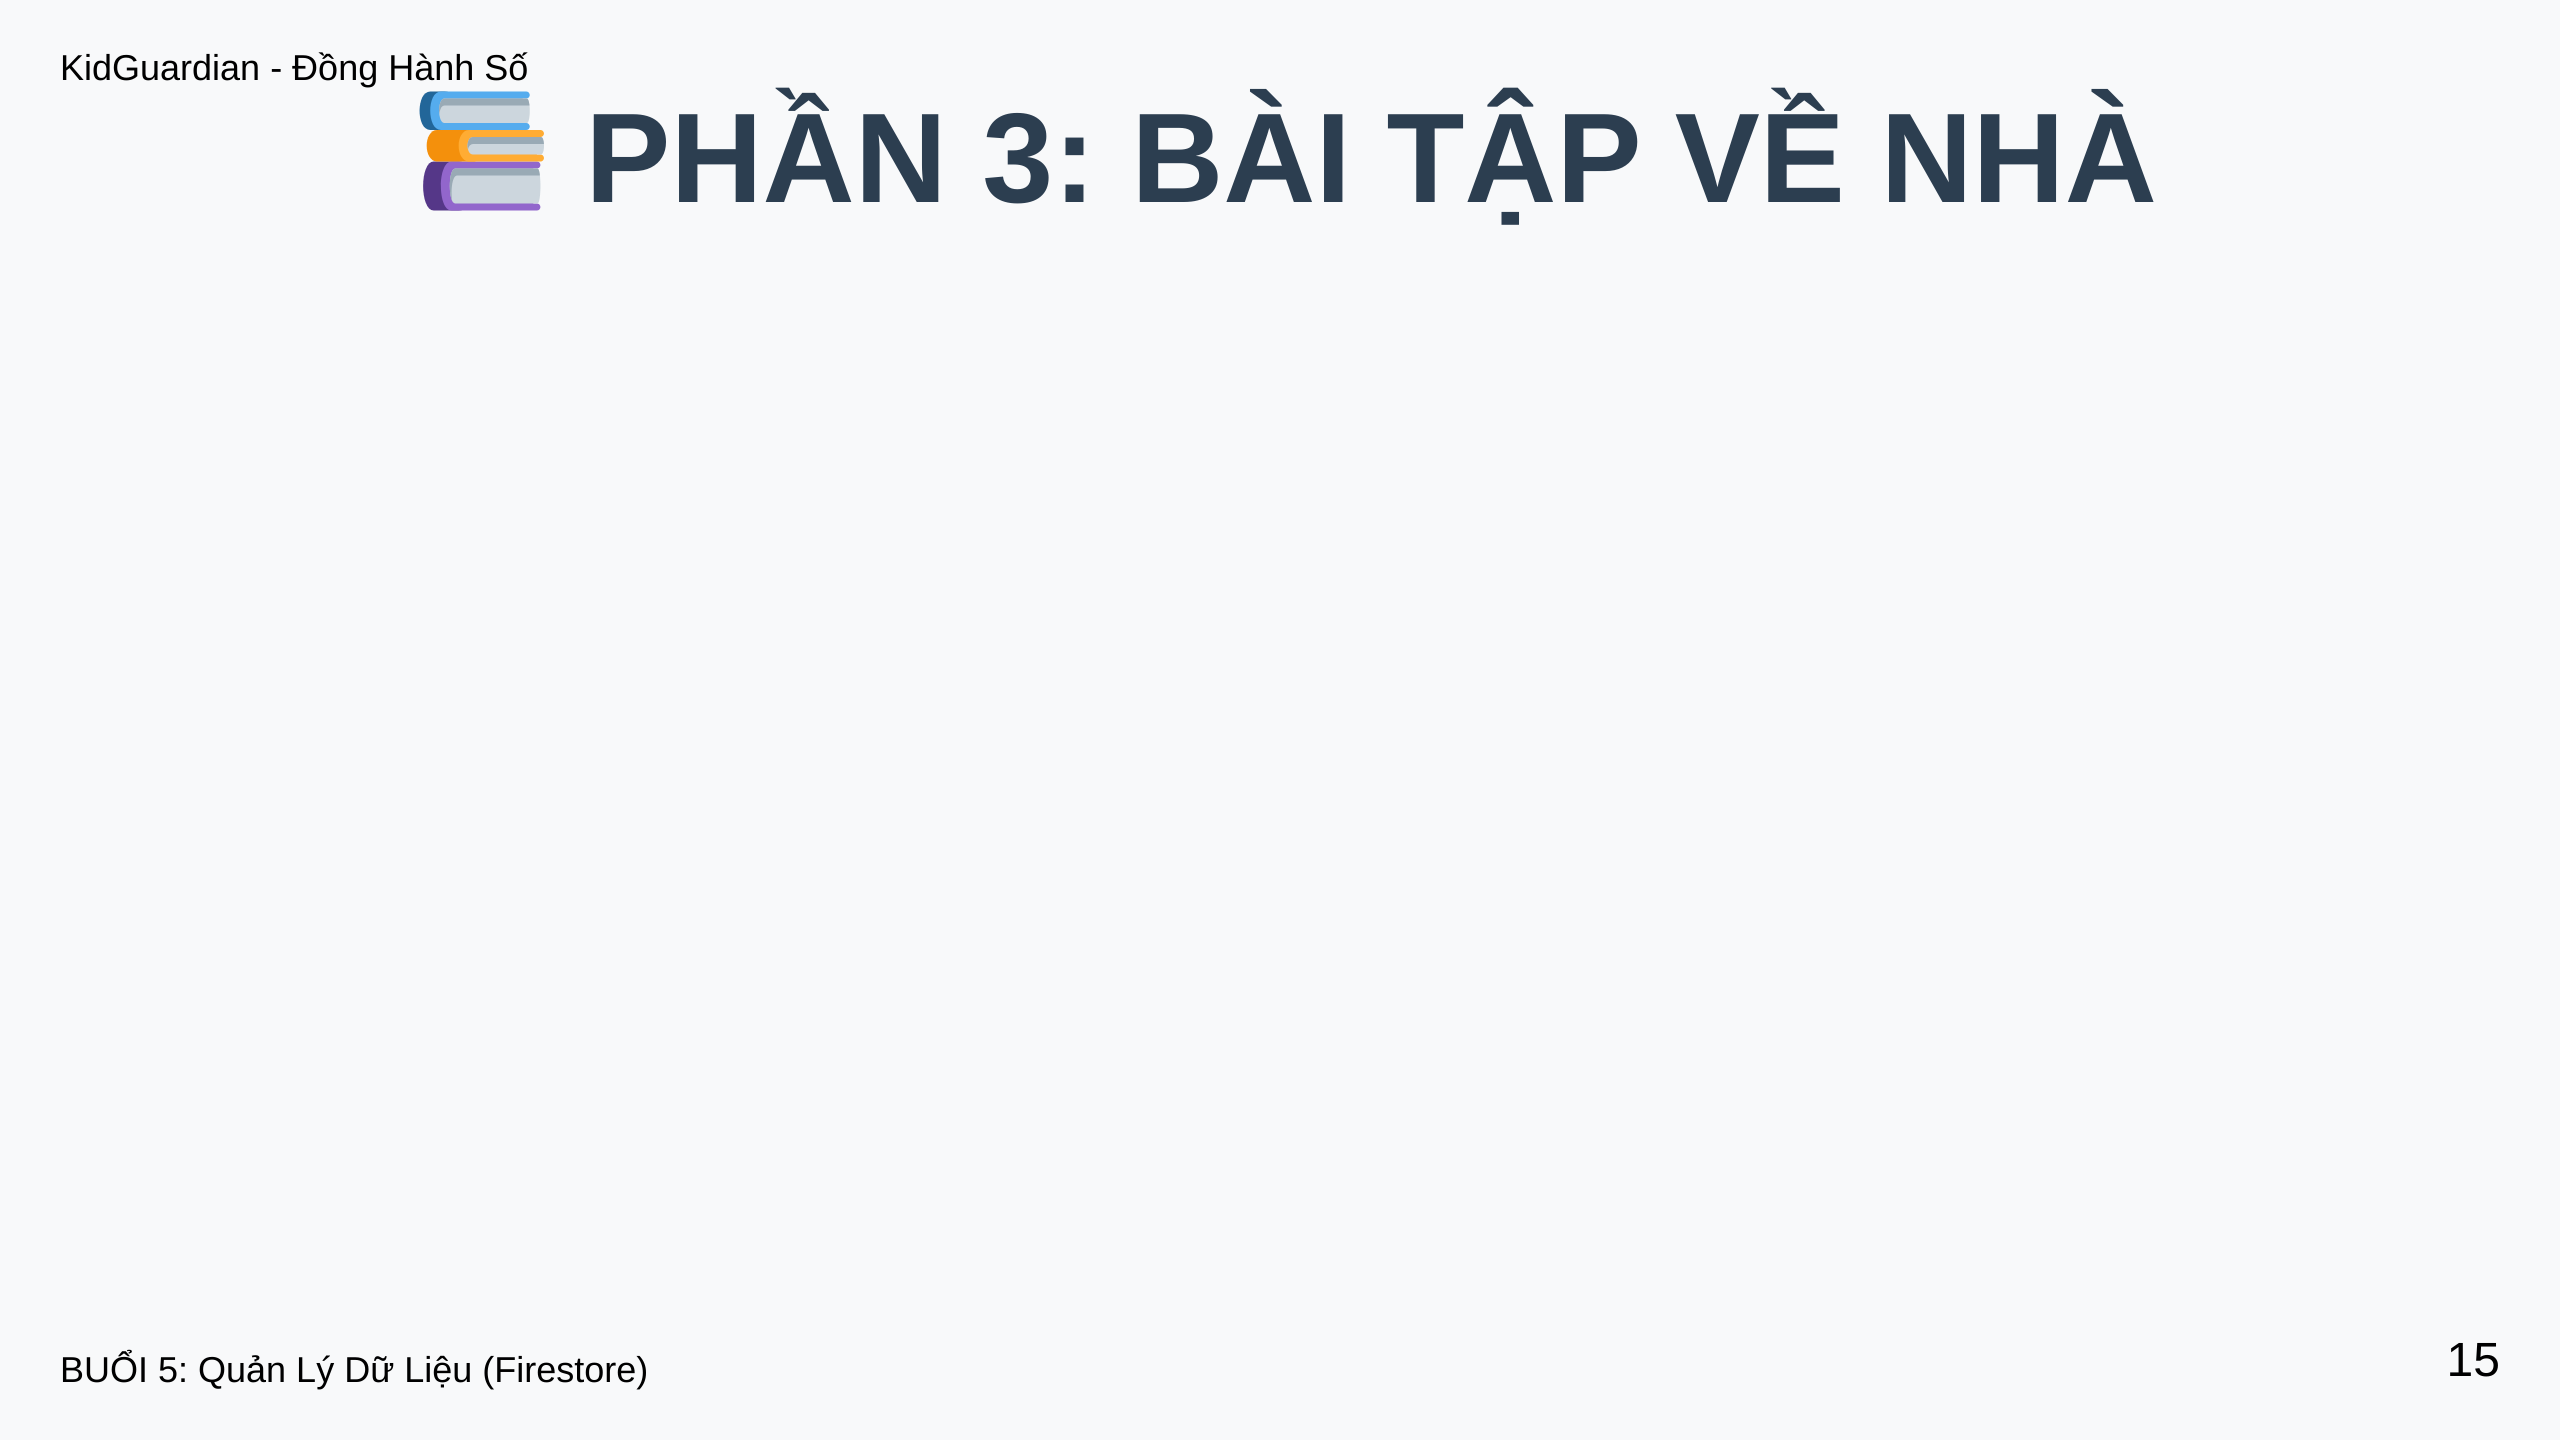 KidGuardian - Đồng Hành Số
PHẦN 3: BÀI TẬP VỀ NHÀ
BUỔI 5: Quản Lý Dữ Liệu (Firestore)
15